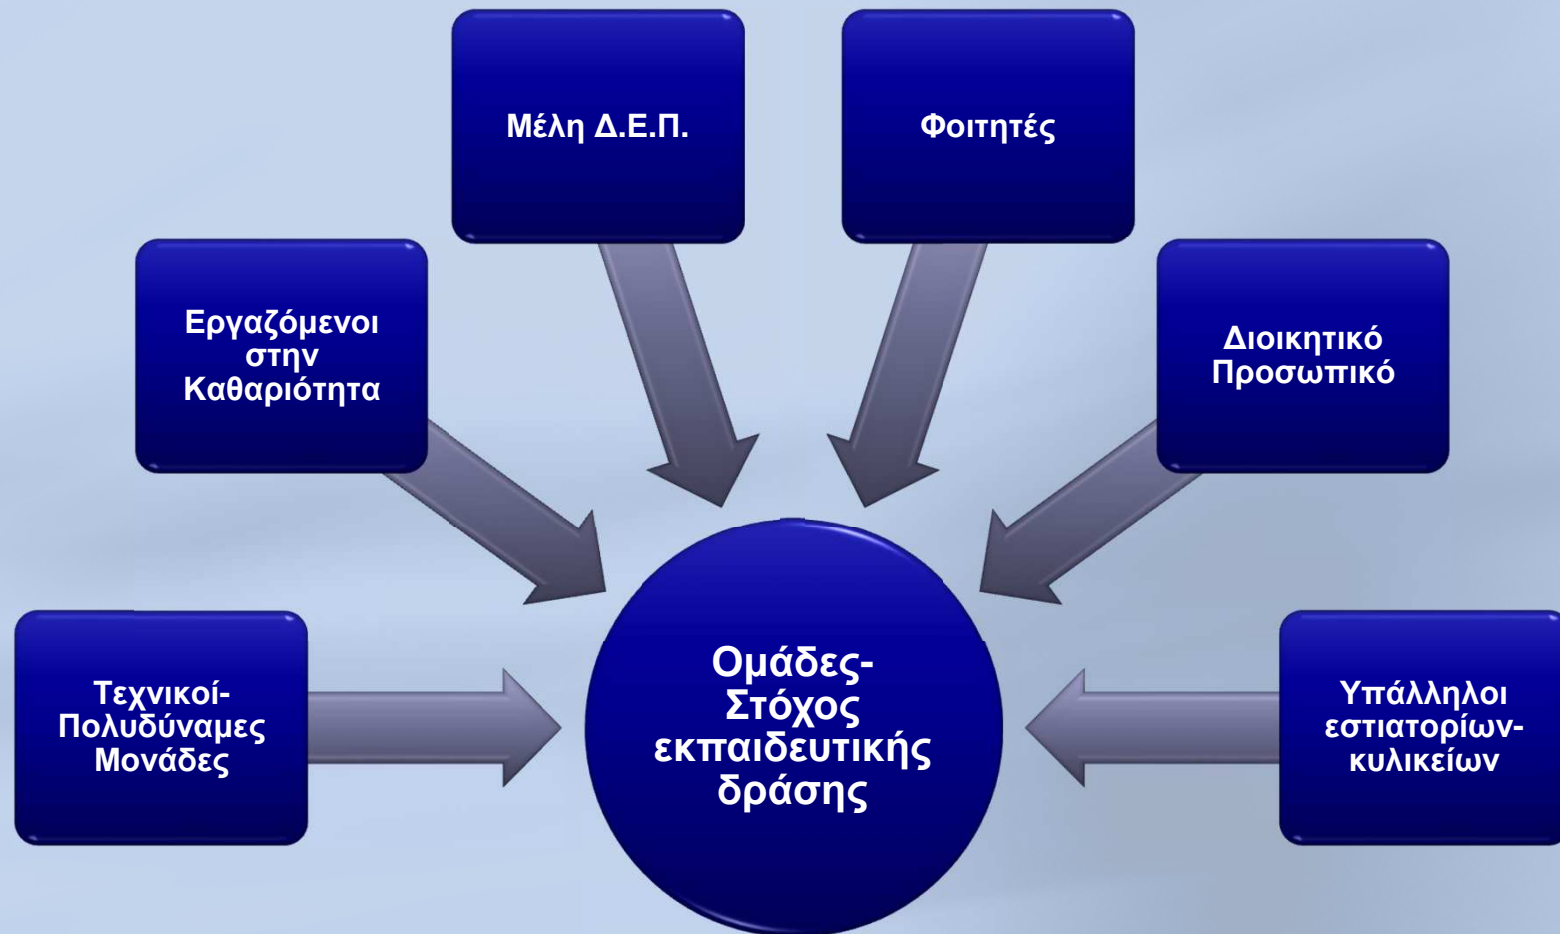 Μέλη Δ.Ε.Π.
Φοιτητές
Εργαζόμενοι
στην
Καθαριότητα
Διοικητικό
Προσωπικό
Τεχνικοί-
Πολυδύναμες
Μονάδες
Ομάδες-
Στόχος
εκπαιδευτικής
δράσης
Υπάλληλοι
εστιατορίων-
κυλικείων